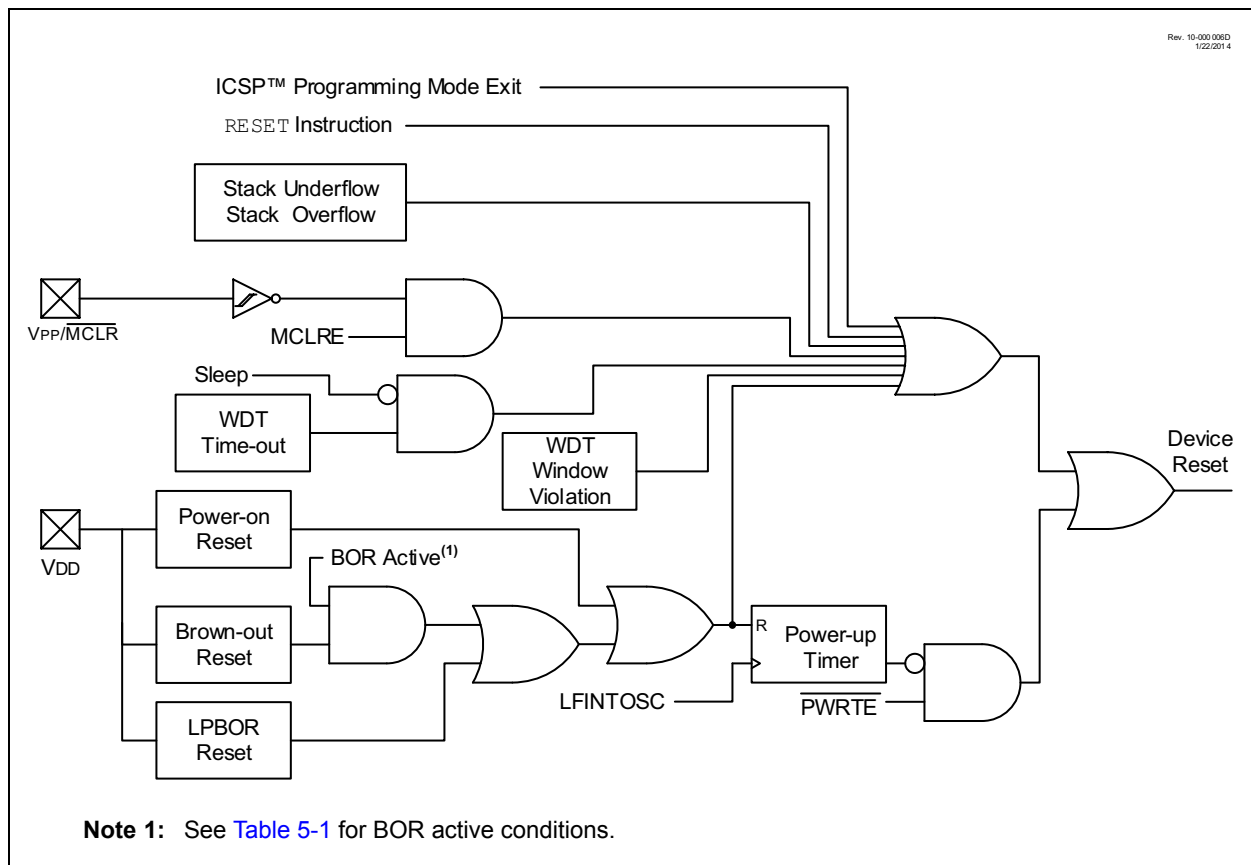 Rev. 10-000 006D
1/22/201 4
ICSP™ Programming Mode Exit
RESET Instruction
Stack Underflow
Stack Overflow
VPP/MCLR
MCLRE
Sleep
WDT
Time-out
WDT
Window
Violation
Device
Reset
VDD
Power-on
Reset
BOR Active(1)
Brown-out
Reset
R
Power-up
Timer
LFINTOSC
PWRTE
LPBOR
Reset
Note 1: See Table 5-1 for BOR active conditions.